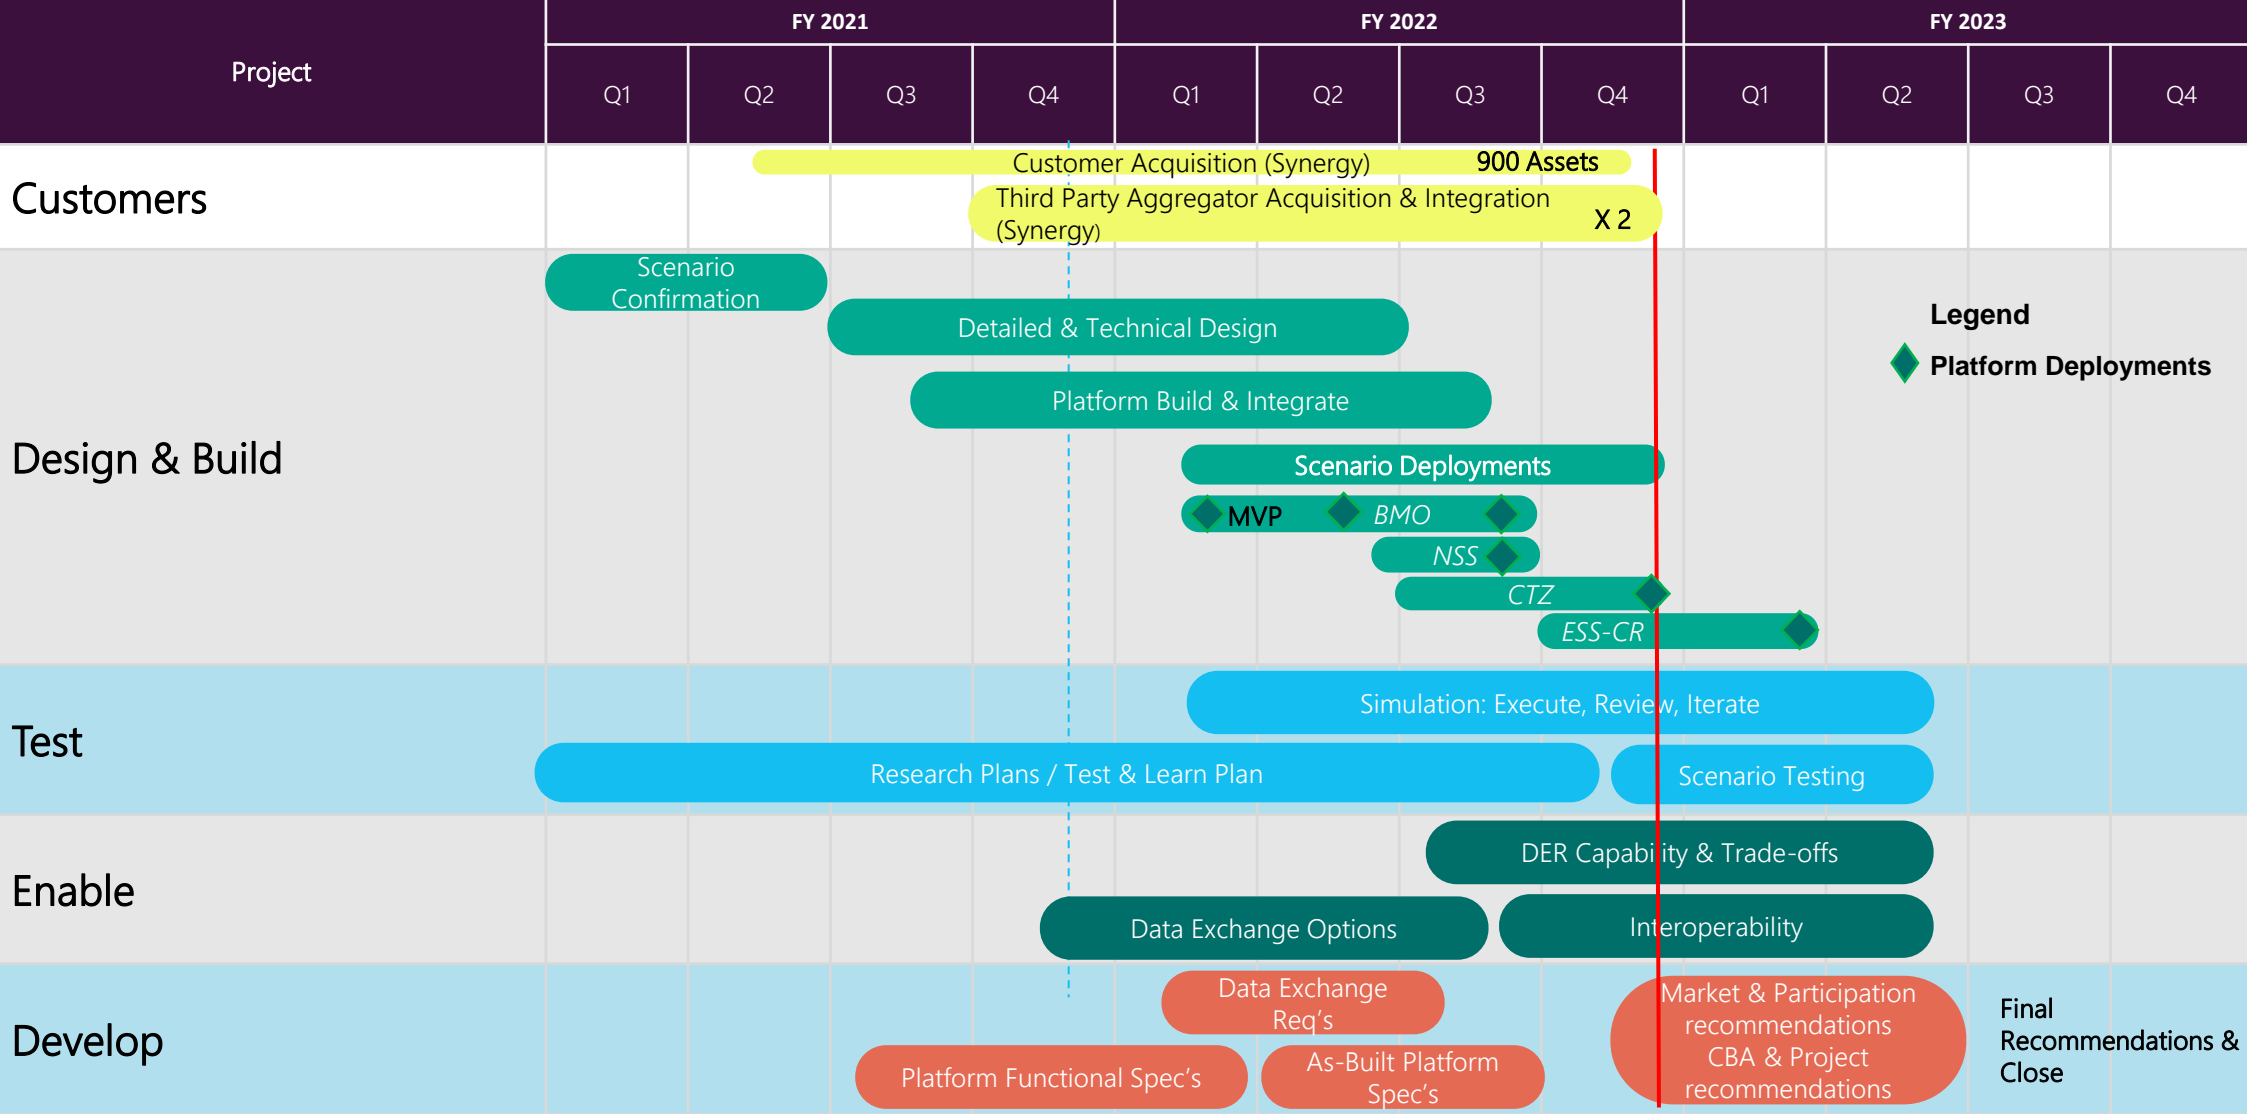 Project
FY 2021
FY 2022
FY 2023
Q1
Q2
Q3
Q4
Q1
Q2
Q3
Q4
Q1
Q2
Q3
Q4
Customers
Customer Acquisition (Synergy)
900 Assets
Third Party Aggregator Acquisition & Integration
(Synergy)
X 2
Design & Build
Scenario
Confirmation
Detailed & Technical Design
Platform Build & Integrate
Scenario Deployments
MVP
BMO
NSS
CTZ
ESS-CR
Legend
Platform Deployments
Test
Simulation: Execute, Review, Iterate
Research Plans / Test & Learn Plan
Scenario Testing
Enable
DER Capability & Trade-offs
Data Exchange Options
Interoperability
Develop
Data Exchange
Req's
Platform Functional Spec's
As-Built Platform
Spec's
Market & Participation
recommendations
CBA & Project
recommendations
Final
Recommendations &
Close